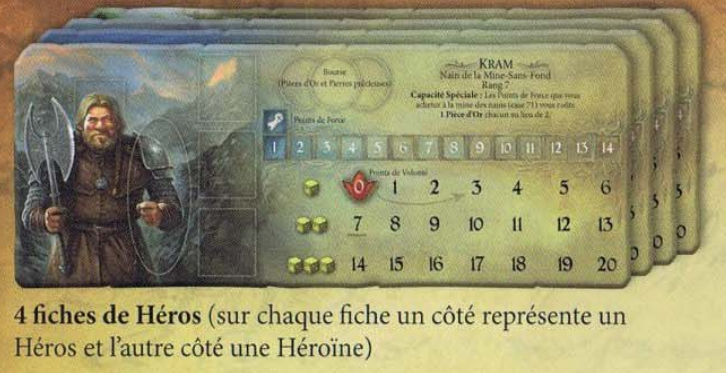 Bourse
(Pièces d'Or et Pierres précieuses)
KRAM
Nain de la Mine-Sans-Fond
Rang 7
Capacité Spéciale : Les Points de Force que vous
achetez à la mine des nains (case 71) vous coûte
1 Pièce d'Or chacun au lieu de 2.
Points de Force
1 2 3 4 5 6 7 8 9 10 11 12 13 14
Points de Volonté
0 1 2 3 4 5 6
7 8 9 10 11 12 13
14 15 16 17 18 19 20
4 fiches de Héros (sur chaque fiche un côté représente un
Héros et l'autre côté une Héroïne)